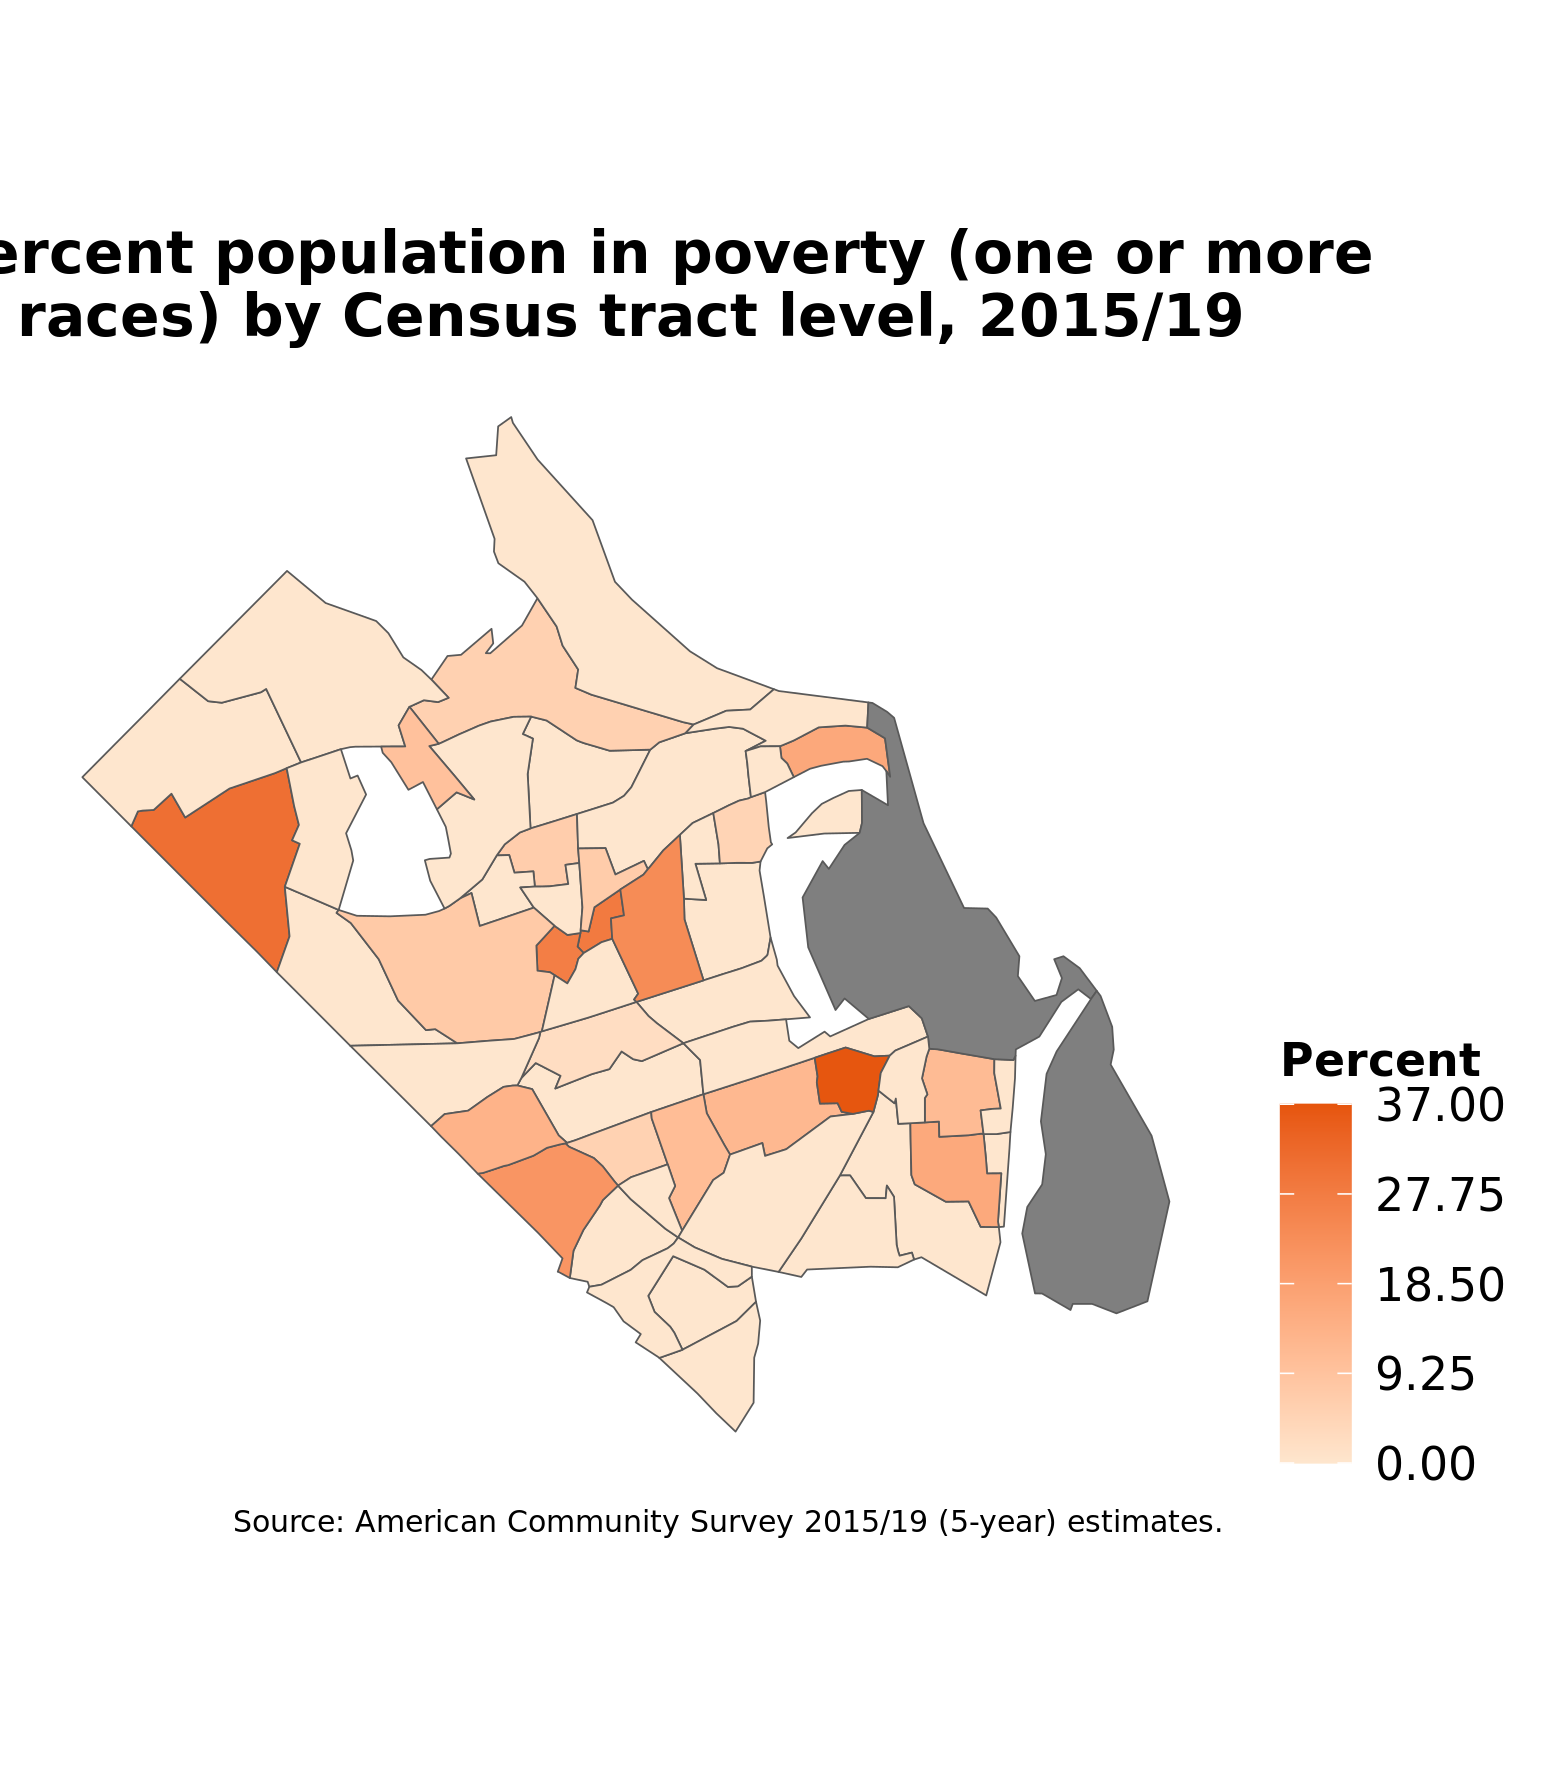 ercent population in poverty (one or more
races) by Census tract level, 2015/19
Percent
37.00
27.75
18.50
9.25
0.00
Source: American Community Survey 2015/19 (5-year) estimates.